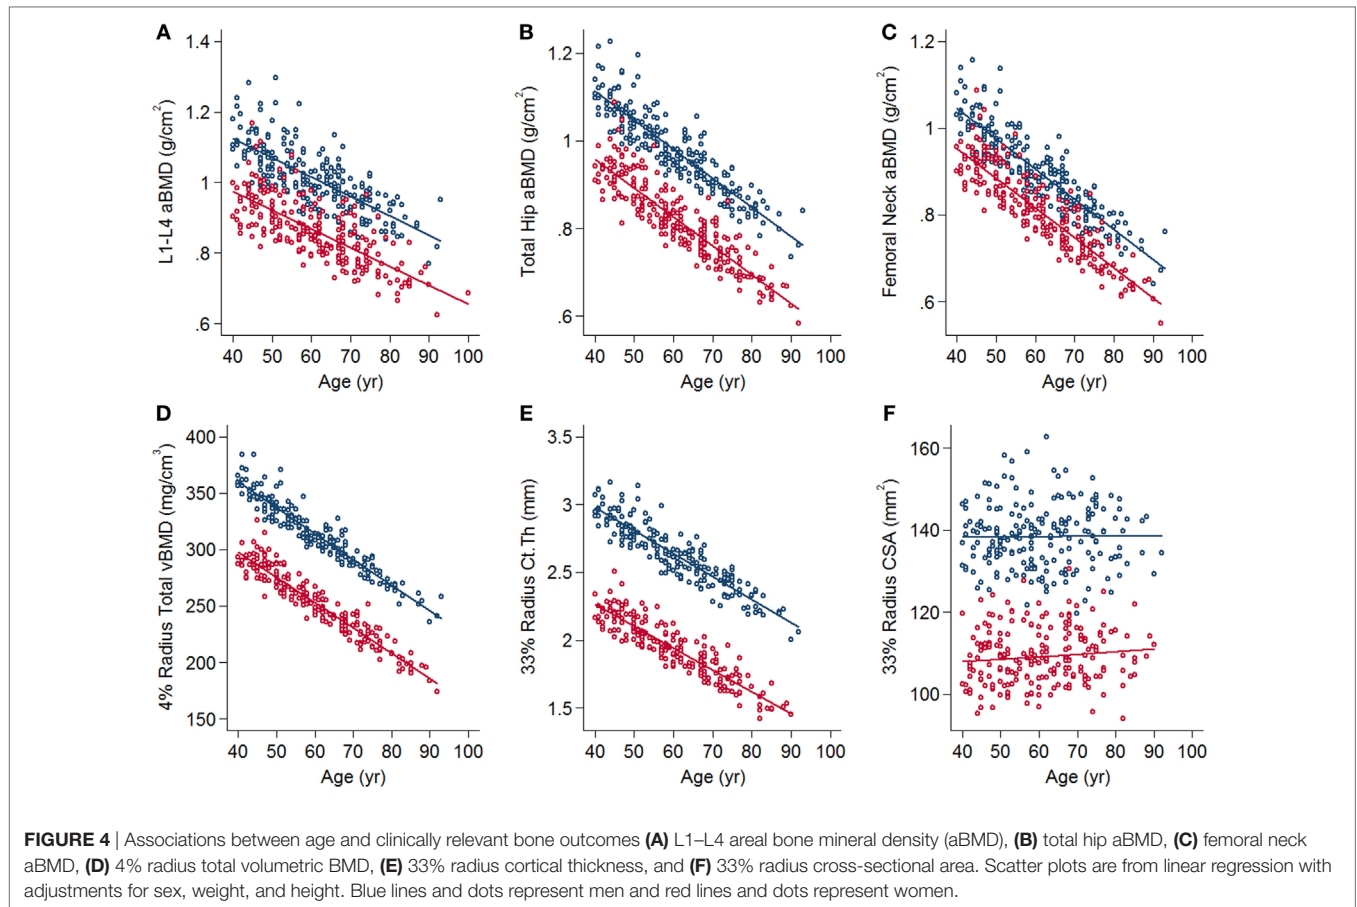 A
L1-L4 aBMD (g/cm²)
1.4
1.2
1
.8
.6
40 50 60 70 80 90 100
Age (yr)
B
Total Hip aBMD (g/cm²)
1.2
1
.8
.6
40 50 60 70 80 90 100
Age (yr)
C
Femoral Neck aBMD (g/cm²)
1.2
1
.8
.6
40 50 60 70 80 90 100
Age (yr)
D
4% Radius Total vBMD (mg/cm³)
400
350
300
250
200
150
40 50 60 70 80 90 100
Age (yr)
E
33% Radius Ct.Th (mm)
3.5
3
2.5
2
1.5
40 50 60 70 80 90 100
Age (yr)
F
33% Radius CSA (mm²)
160
140
120
100
40 50 60 70 80 90 100
Age (yr)
FIGURE 4 | Associations between age and clinically relevant bone outcomes (A) L1–L4 areal bone mineral density (aBMD), (B) total hip aBMD, (C) femoral neck
aBMD, (D) 4% radius total volumetric BMD, (E) 33% radius cortical thickness, and (F) 33% radius cross-sectional area. Scatter plots are from linear regression with
adjustments for sex, weight, and height. Blue lines and dots represent men and red lines and dots represent women.